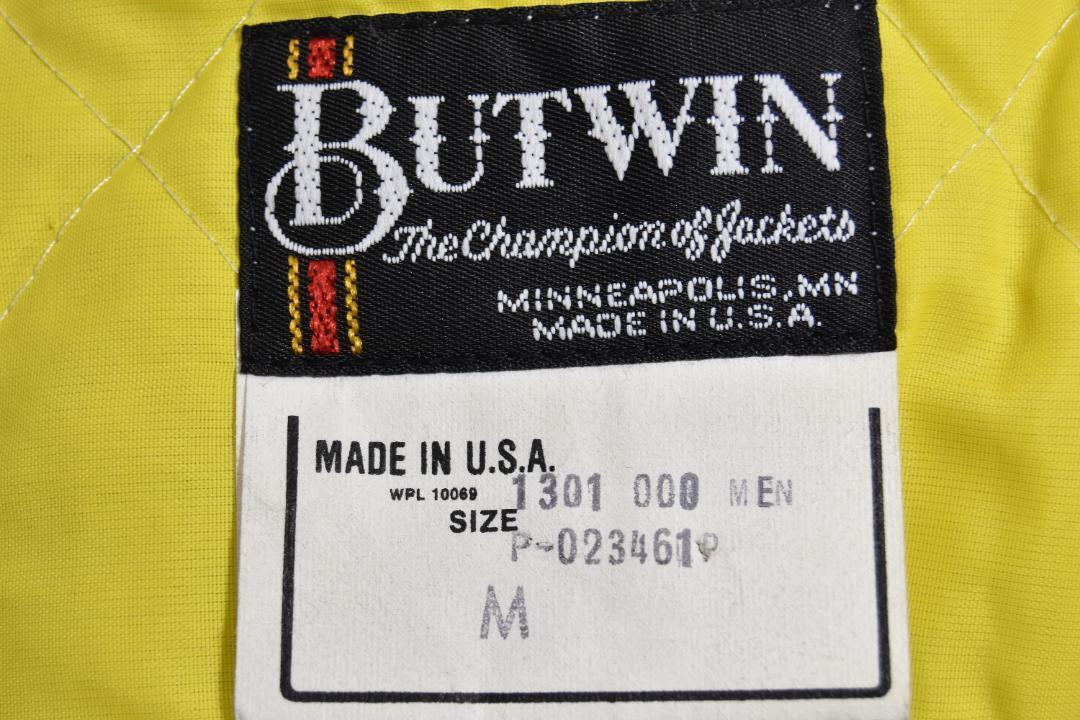 BUTWIN
The Champion of Jackets
MINNEAPOLIS, MN
MADE IN U.S.A.
MADE IN U.S.A.
WPL 10069 1301 000 MEN
SIZE
P-023461P
M